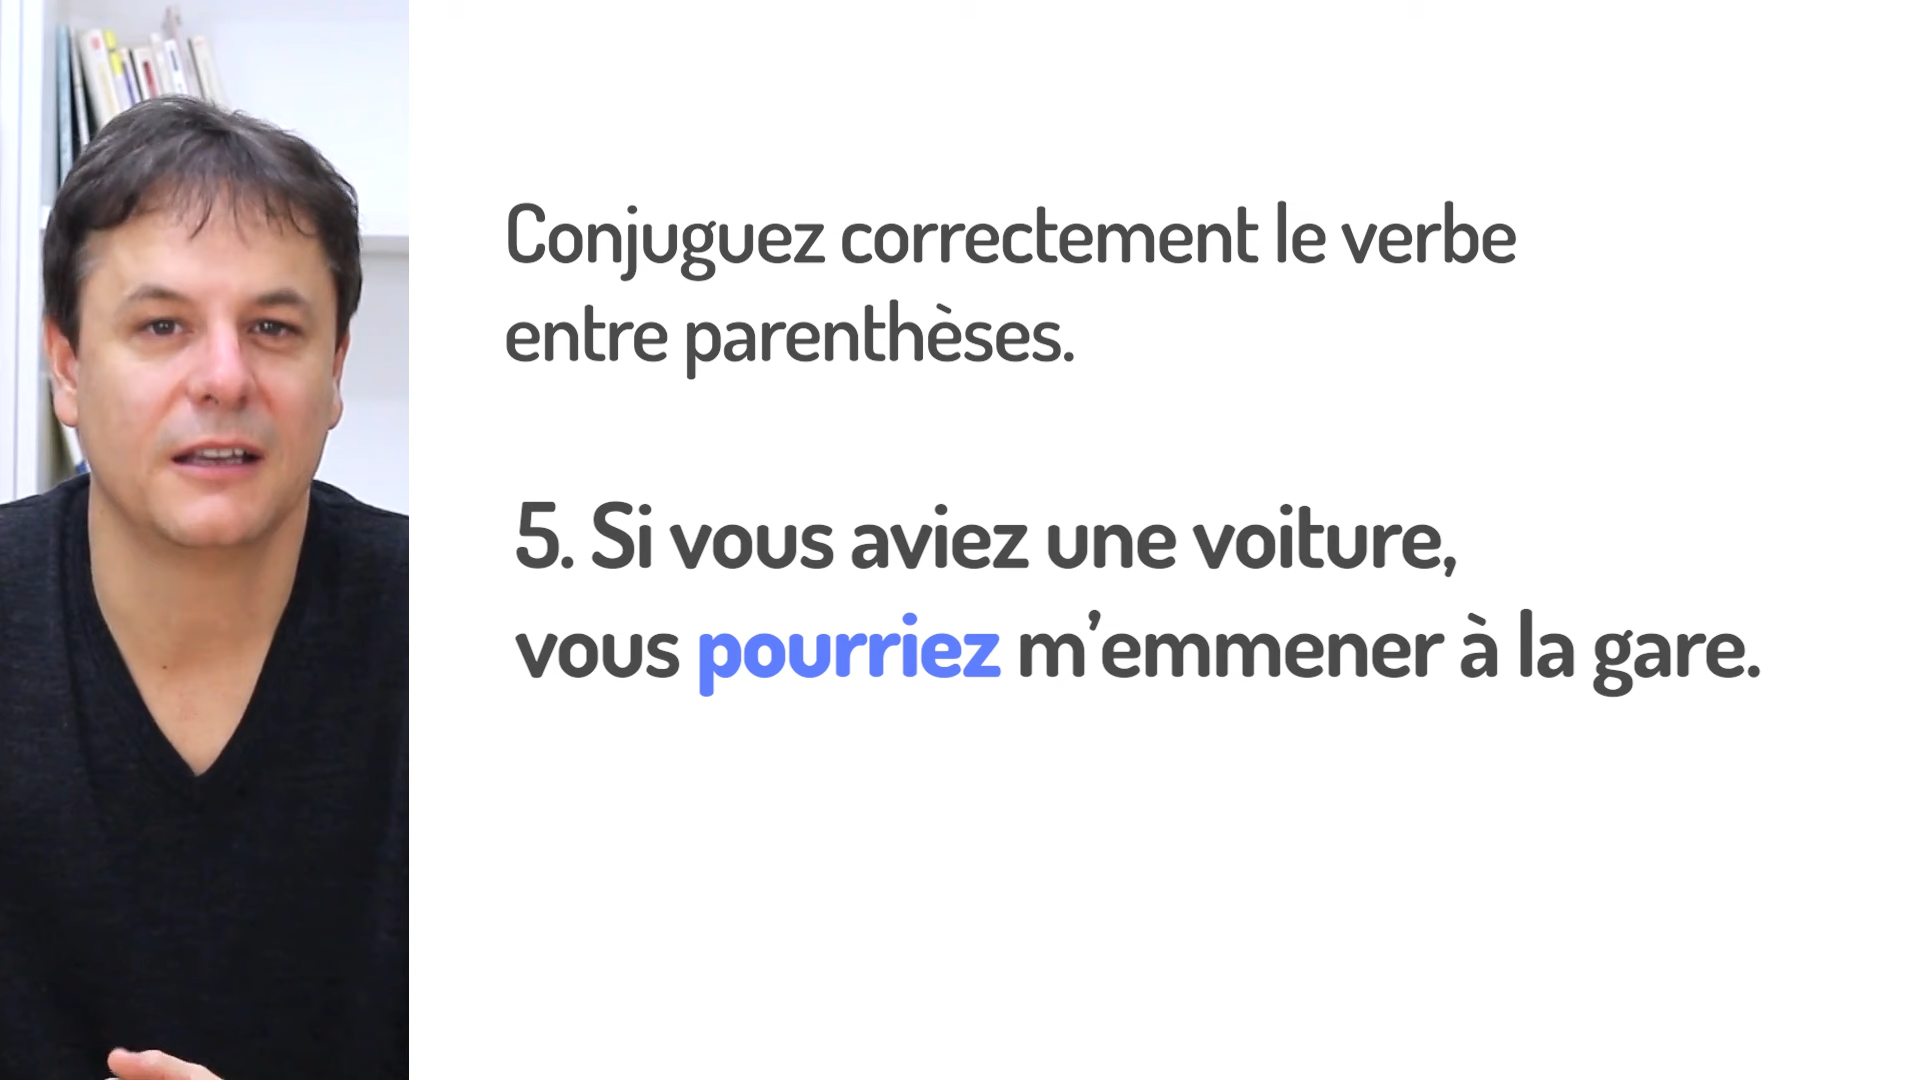 Conjuguez correctement le verbe
entre parenthèses.
5. Si vous aviez une voiture,
vous pourriez m’emmener à la gare.